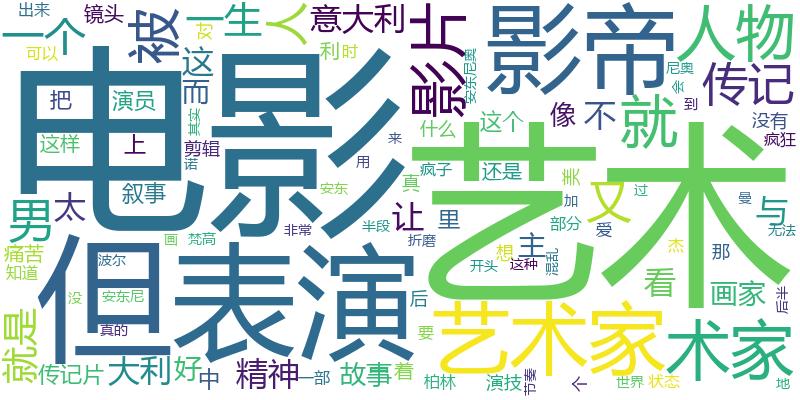 出来
镜头
一个
可以
被
一生
对
人
意大利
利
时
影片
安东尼奥
影帝
人物
尼奥
会
传记
到
电影
这
而
把
演员
其实
这样
上
剪辑
诺
来
用
什么
这个
像
不
就
没有
疯狂
叙事
安东
疯子
真
还是
美
艺术
男
太
让
里
半段
加
又
过
曼
与
画
梵高
非常
折磨
想
主
部分
爱
杰
那
无法
痛苦
知道
但
波尔
表演
开头
这种
混乱
看
没
安东尼
真的
后
画家
后半
要
艺术家
术家
就是
传记片
大利
好
中
精神
一部
故事
着
柏林
演技
节奏
个
世界
状态
地